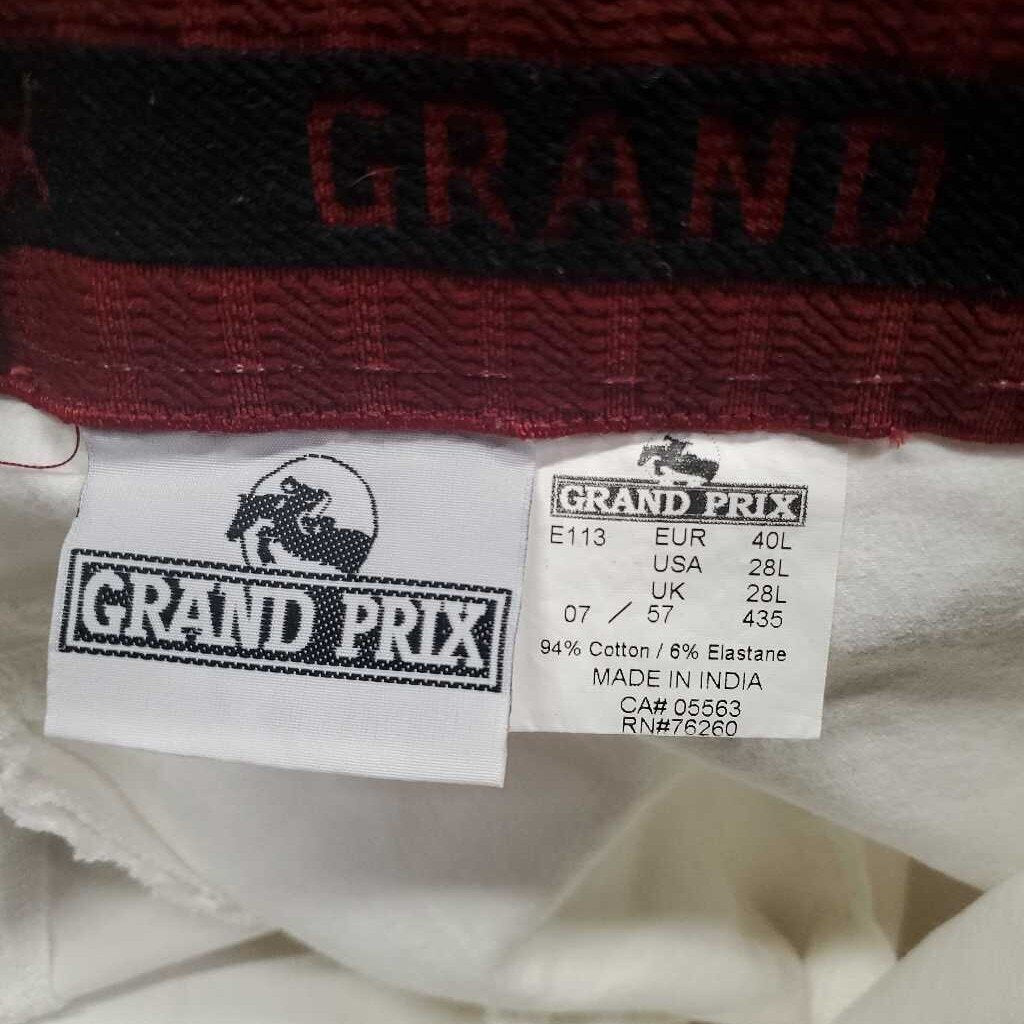 GRAND
GRAND PRIX
GRAND PRIX
E113 EUR 40L
USA 28L
UK 28L
07 / 57 435
94% Cotton / 6% Elastane
MADE IN INDIA
CA# 05563
RN#76260